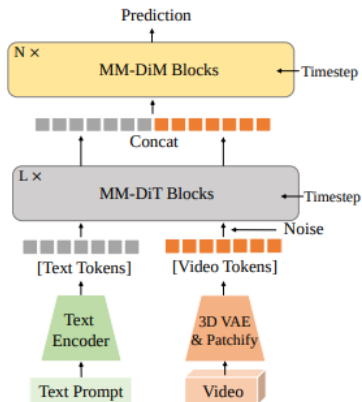 Prediction
N ×
MM-DiM Blocks
Timestep
Concat
L ×
MM-DiT Blocks
Timestep
Noise
[Text Tokens] [Video Tokens]
Text
Encoder
3D VAE
& Patchify
Text Prompt
Video